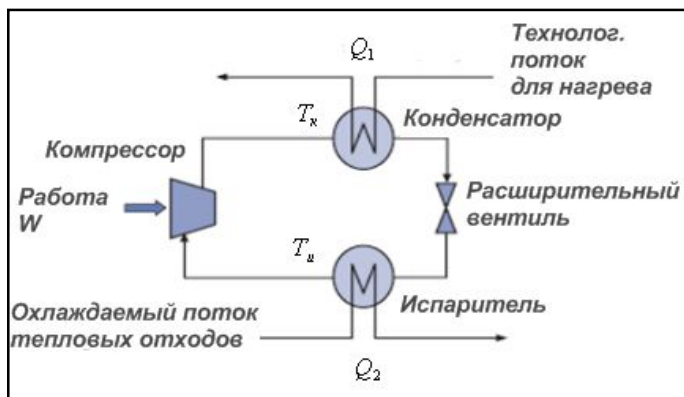 Q₁
Технолог.
поток
для нагрева
Tк
Конденсатор
Компрессор
Работа
W
Расширительный
вентиль
Tи
Охлаждаемый поток
тепловых отходов
Испаритель
Q₂